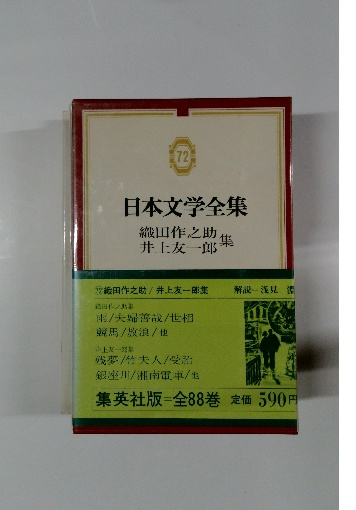 72
日本文学全集
織田作之助
井上友一郎
集
織田作之助/井上友一郎集
解説=浅見 淵
織田作之助集
雨/夫婦善哉/世相
競馬/放浪/他
井上友一郎集
残夢/竹夫人/受胎
銀座川/湘南電車/他
集英社版=全88巻
定価 590円